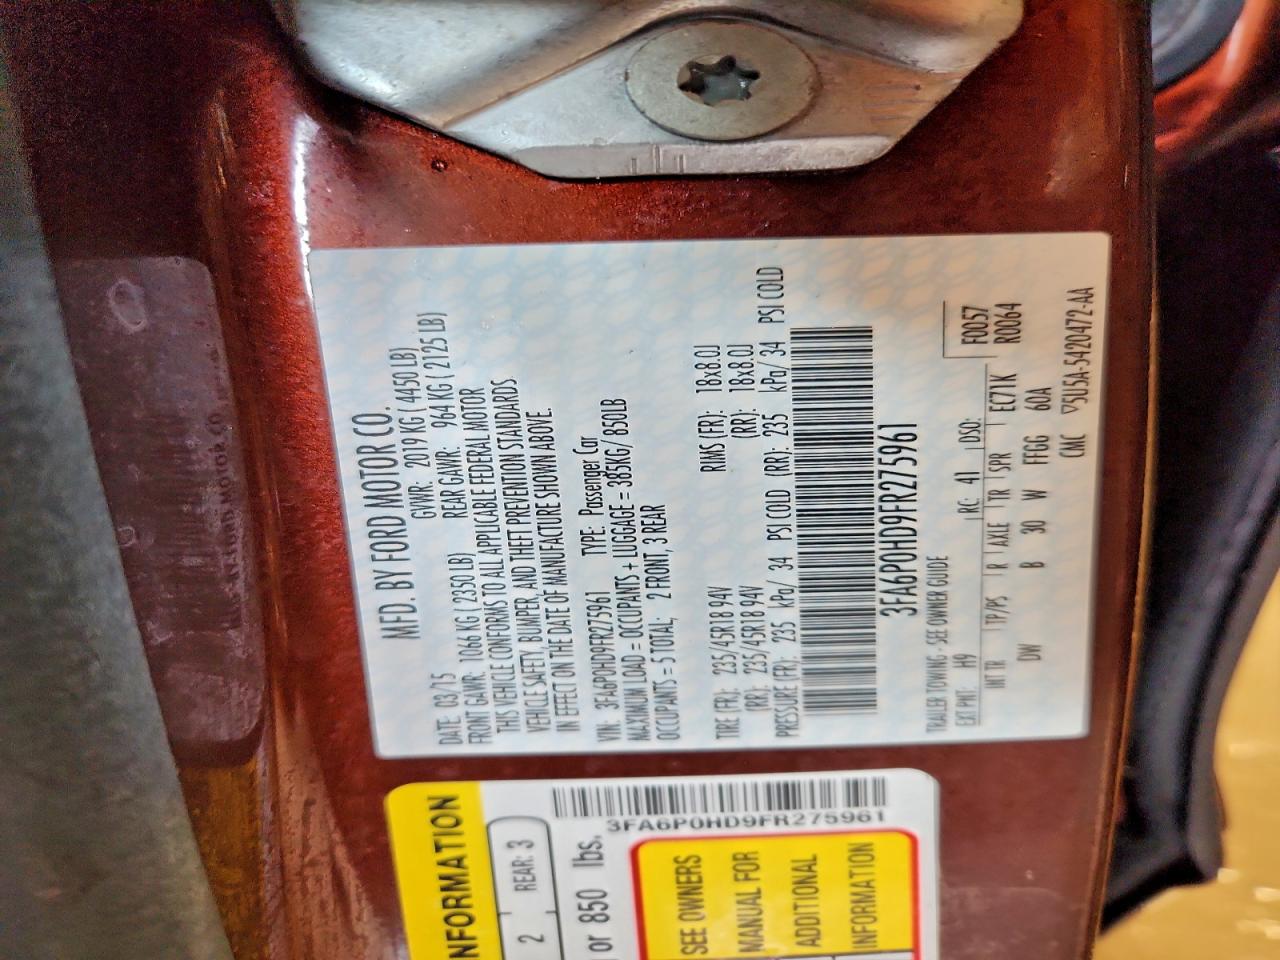 MFD. BY FORD MOTOR CO.
DATE: 03/15 GVWR: 2019 KG ( 4450 LB)
FRONT GAWR: 1066 KG ( 2350 LB) REAR GAWR: 964 KG ( 2125 LB)
THIS VEHICLE CONFORMS TO ALL APPLICABLE FEDERAL MOTOR
VEHICLE SAFETY, BUMPER, AND THEFT PREVENTION STANDARDS
IN EFFECT ON THE DATE OF MANUFACTURE SHOWN ABOVE.
VIN: 3FA6P0HD9FR275961 TYPE: Passenger Car
MAXIMUM LOAD = OCCUPANTS + LUGGAGE = 385KG / 850LB
OCCUPANTS = 5 TOTAL; 2 FRONT, 3 REAR
TIRE (FR): 235/45R18 94V RIMS (FR): 18x8.0J
(RR): 235/45R18 94V (RR): 18x8.0J
PRESSURE (FR): 235 kPa/ 34 PSI COLD (RR): 235 kPa/ 34 PSI COLD
3FA6P0HD9FR275961
TRAILER TOWING - SEE OWNER GUIDE
EXT PNT: H9 RC: 41 DSO: F0057
INT TR TP/PS R AXLE TR SPR EC71K R0064
DW B 30 W FFGG 60A
CMC ▽5U5A-5420472-AA
NFORMATION
2 REAR: 3
or 850 lbs.
3FA6P0HD9FR275961
SEE OWNERS
MANUAL FOR
ADDITIONAL
INFORMATION